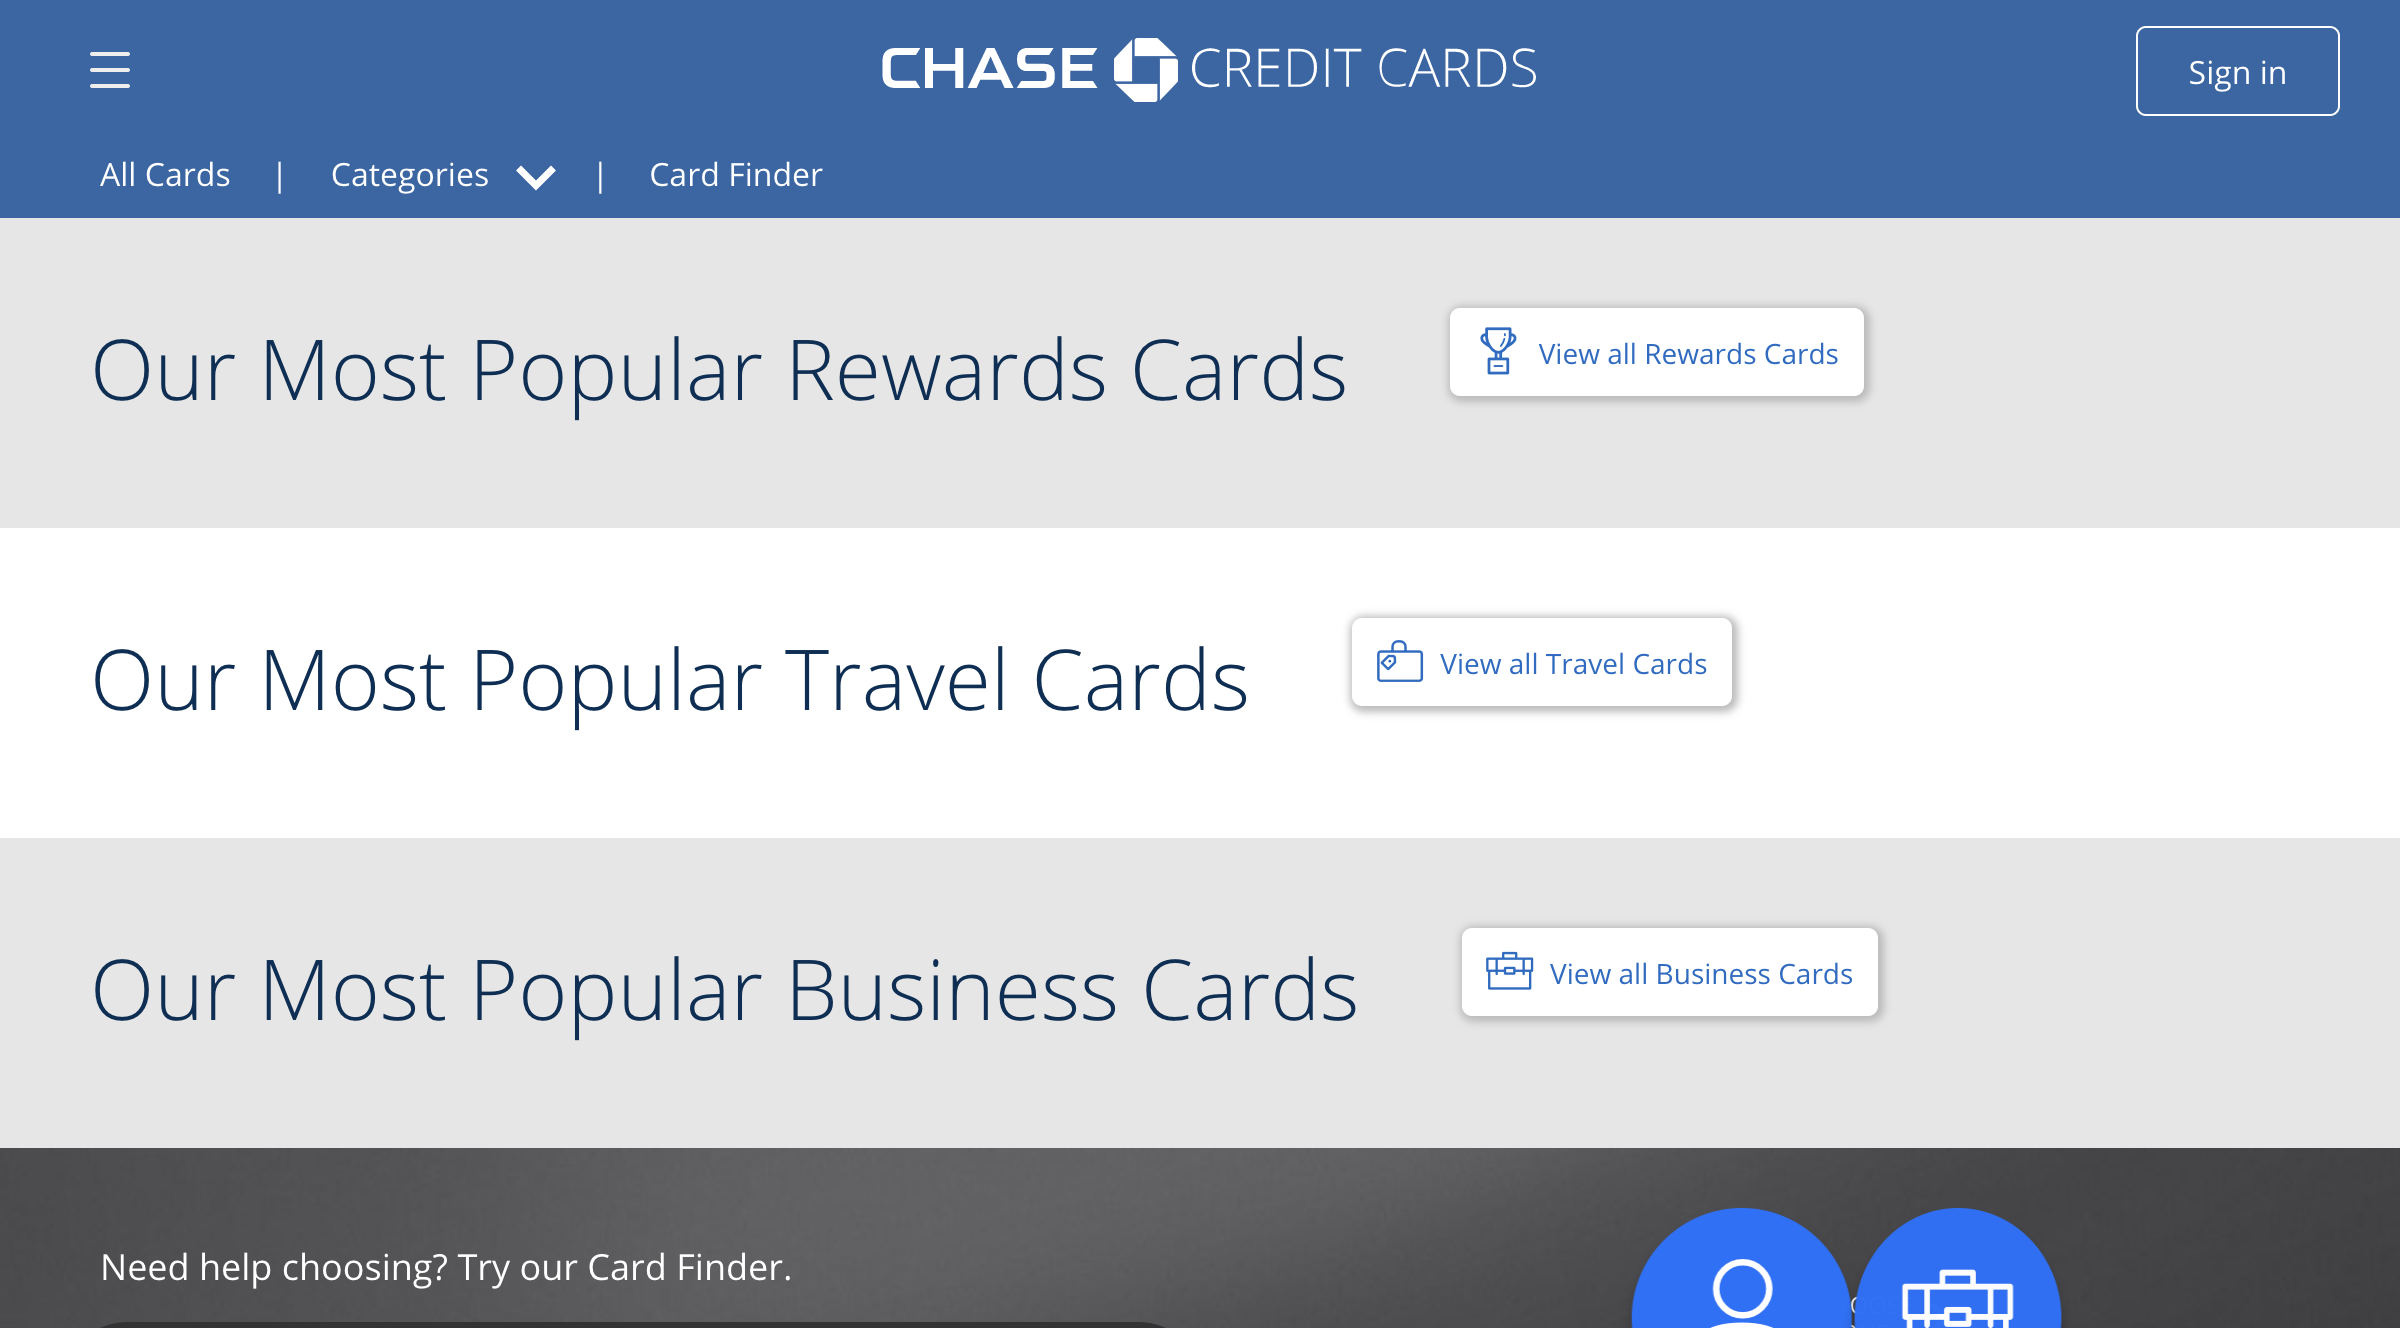 CHASE CREDIT CARDS
Sign in
All Cards | Categories | Card Finder
Our Most Popular Rewards Cards
View all Rewards Cards
Our Most Popular Travel Cards
View all Travel Cards
Our Most Popular Business Cards
View all Business Cards
Need help choosing? Try our Card Finder.